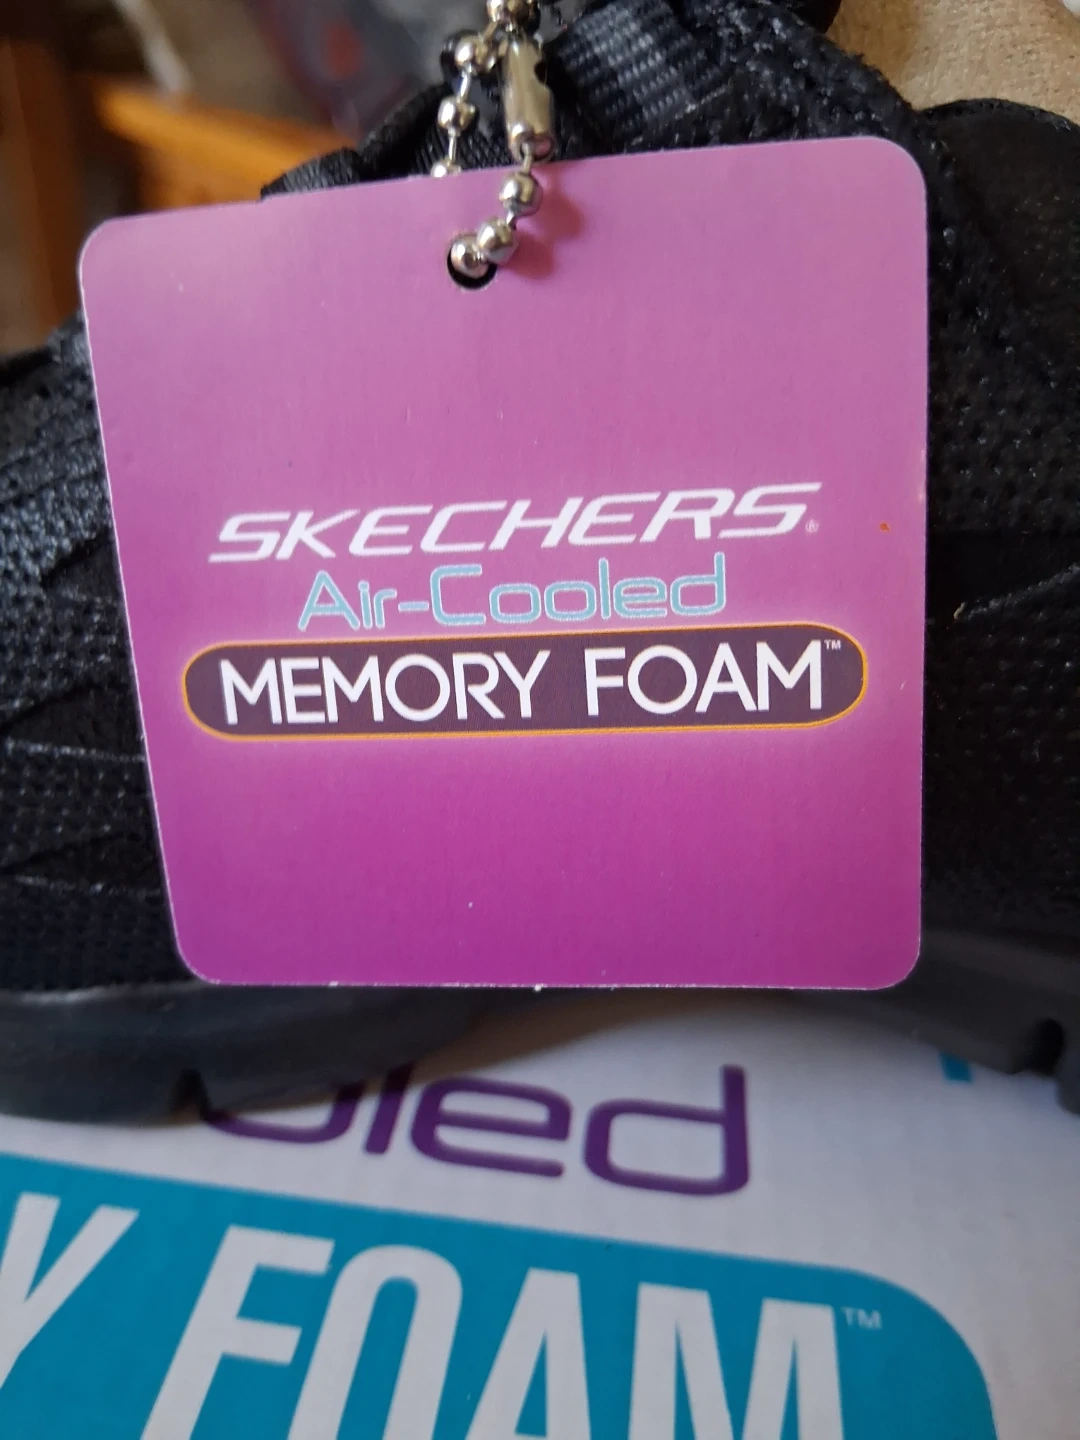 SKECHERS®
Air-Cooled
MEMORY FOAM™
oled
Y FOAM™